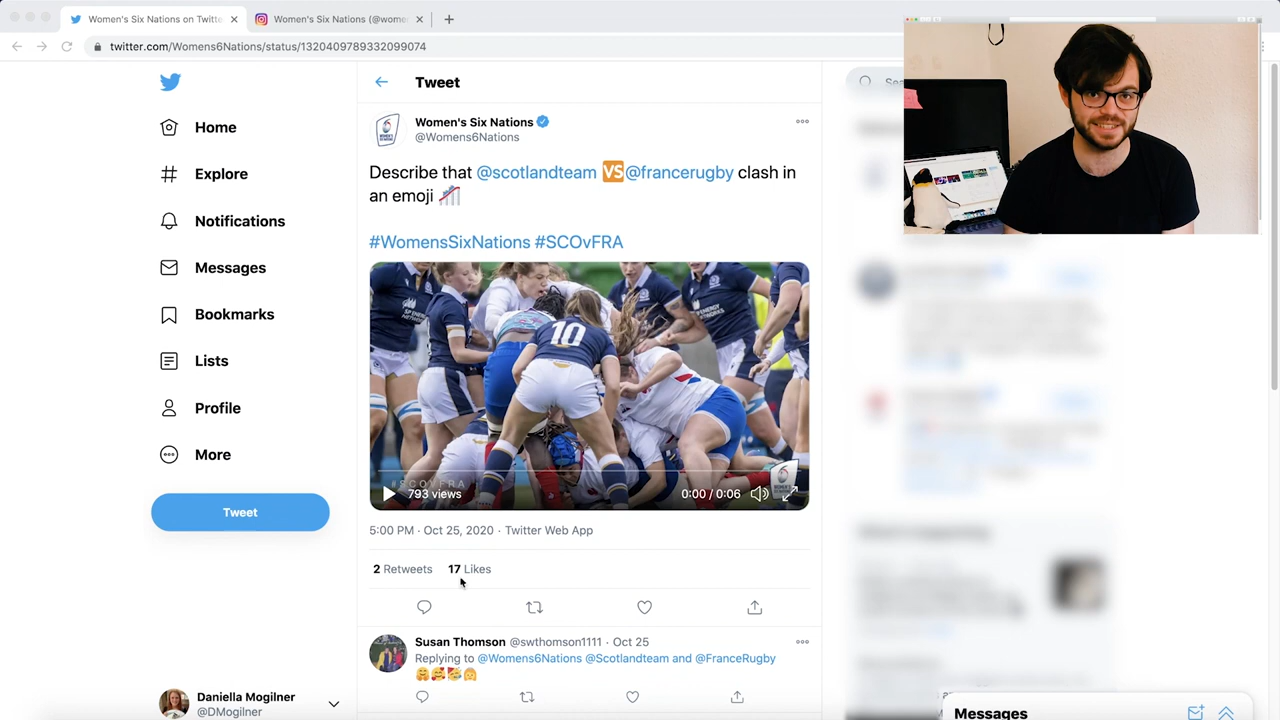 Women's Six Nations on Twitte
Women's Six Nations (@wome
twitter.com/Womens6Nations/status/1320409789332099074
Home
Explore
Notifications
Messages
Bookmarks
Lists
Profile
More
Tweet
Daniella Mogilner
@DMogilner
Tweet
Women's Six Nations
@Womens6Nations
Describe that @scotlandteam VS @francerugby clash in
an emoji
#WomensSixNations #SCOvFRA
10
#SCOVFRA
793 views
0:00 / 0:06
5:00 PM · Oct 25, 2020 · Twitter Web App
2 Retweets 17 Likes
Susan Thomson @swthomson1111 · Oct 25
Replying to @Womens6Nations @Scotlandteam and @FranceRugby
Messages